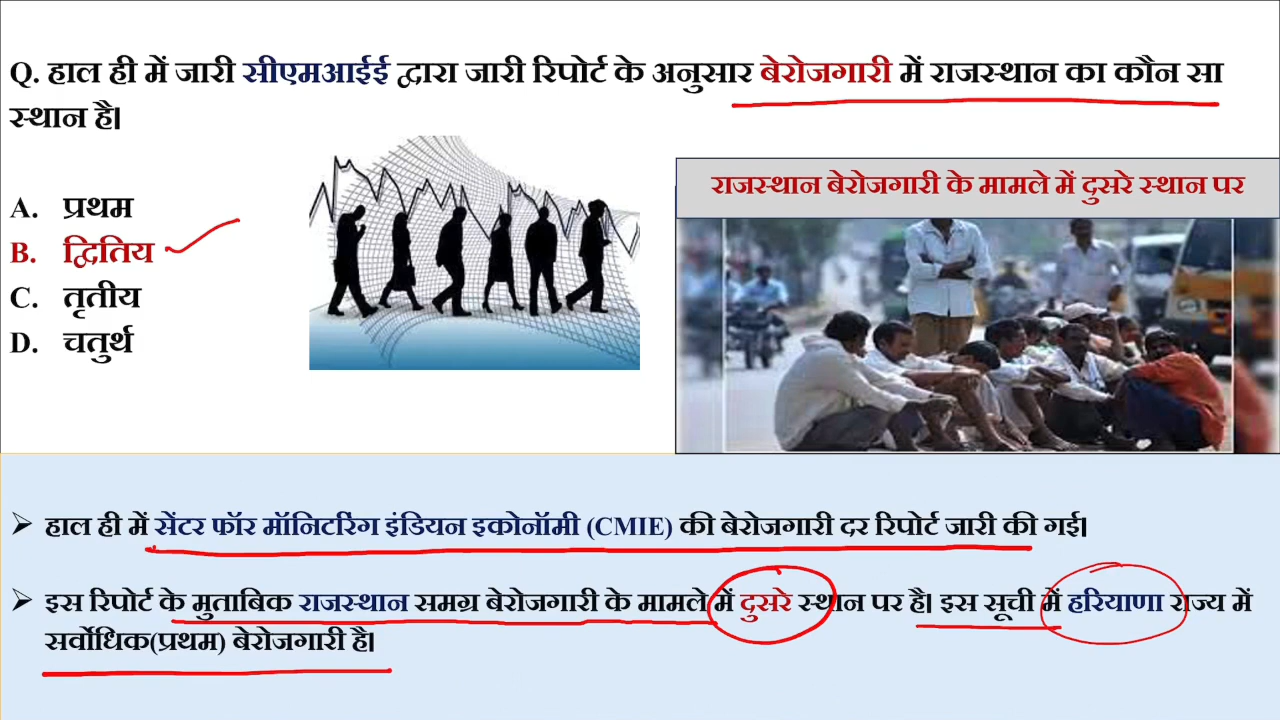 Q. हाल ही में जारी सीएमआईई द्वारा जारी रिपोर्ट के अनुसार बेरोजगारी में राजस्थान का कौन सा
स्थान है।
A. प्रथम
B. द्वितिय
C. तृतीय
D. चतुर्थ
राजस्थान बेरोजगारी के मामले में दुसरे स्थान पर
➢ हाल ही में सेंटर फॉर मॉनिटरिंग इंडियन इकोनॉमी (CMIE) की बेरोजगारी दर रिपोर्ट जारी की गई।
➢ इस रिपोर्ट के मुताबिक राजस्थान समग्र बेरोजगारी के मामले में दुसरे स्थान पर है। इस सूची में हरियाणा राज्य में
सर्वोधिक(प्रथम) बेरोजगारी है।